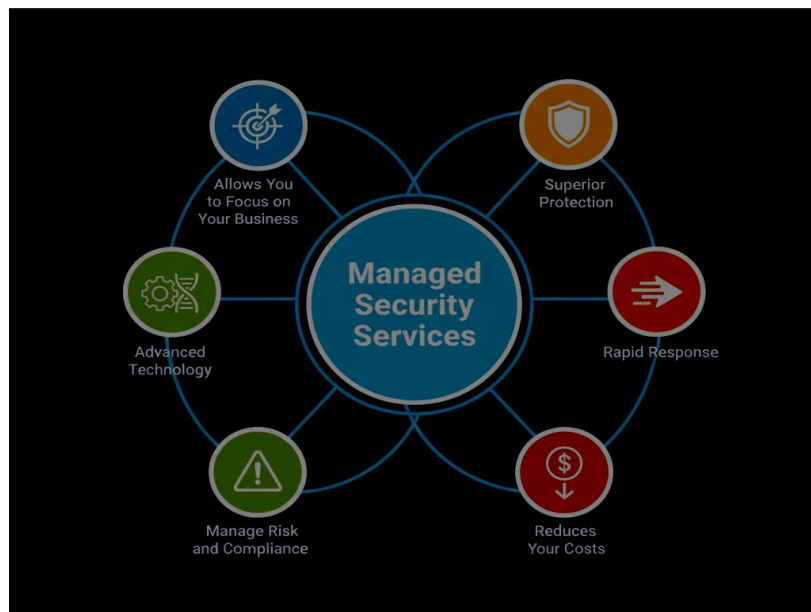 Allows You
to Focus on
Your Business
Superior
Protection
Managed
Security
Services
Advanced
Technology
Rapid Response
Manage Risk
and Compliance
$
Reduces
Your Costs